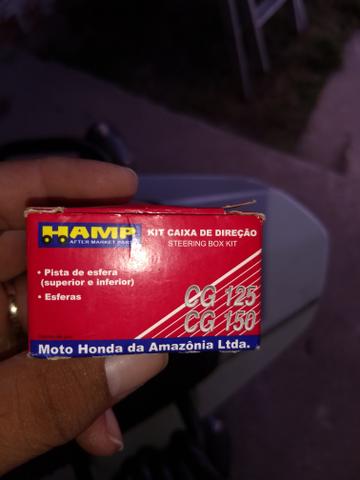 HAMP
AFTER MARKET PARTS
KIT CAIXA DE DIREÇÃO
STEERING BOX KIT
• Pista de esfera
(superior e inferior)
• Esferas
CG 125
CG 150
Moto Honda da Amazônia Ltda.